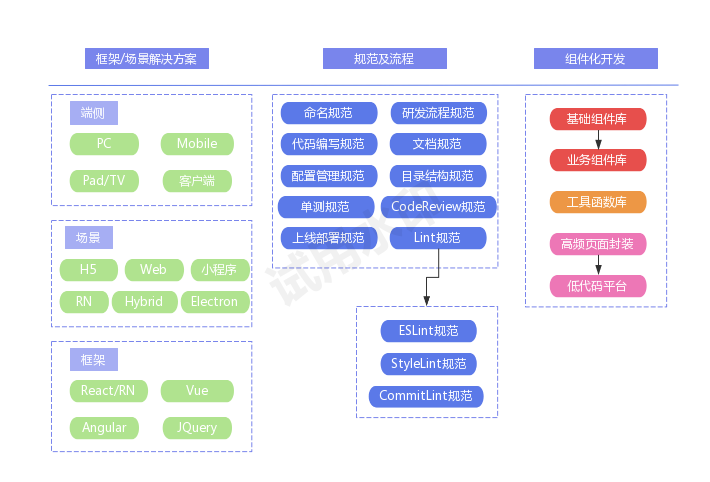 框架/场景解决方案
规范及流程
组件化开发
端侧
PC
Mobile
Pad/TV
客户端
场景
H5
Web
小程序
RN
Hybrid
Electron
框架
React/RN
Vue
Angular
JQuery
命名规范
研发流程规范
代码编写规范
文档规范
配置管理规范
目录结构规范
单测规范
CodeReview规范
上线部署规范
Lint规范
ESLint规范
StyleLint规范
CommitLint规范
基础组件库
业务组件库
工具函数库
高频页面封装
低代码平台
试用水印